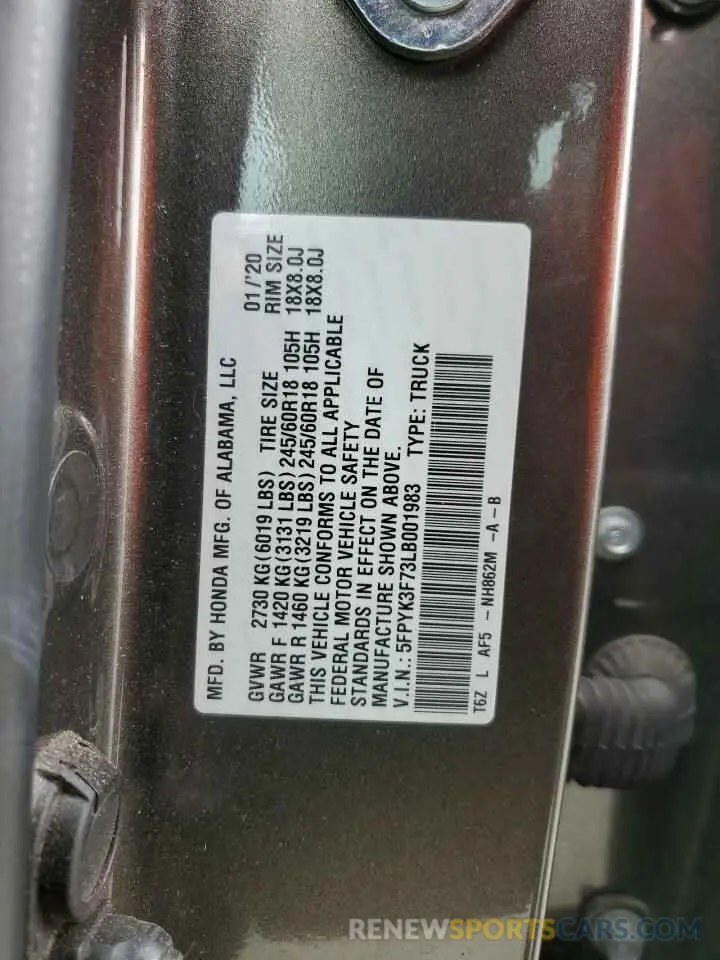 MFD. BY HONDA MFG. OF ALABAMA, LLC 01/'20
GVWR 2730 KG(6019 LBS) TIRE SIZE RIM SIZE
GAWR F 1420 KG(3131 LBS)245/60R18 105H 18X8.0J
GAWR R 1460 KG(3219 LBS)245/60R18 105H 18X8.0J
THIS VEHICLE CONFORMS TO ALL APPLICABLE
FEDERAL MOTOR VEHICLE SAFETY
STANDARDS IN EFFECT ON THE DATE OF
MANUFACTURE SHOWN ABOVE.
V.I.N.:5FPYK3F73LB001983 TYPE: TRUCK
T6Z L AF5 -NH862M -A-B
RENEWSPORTSCARS.COM